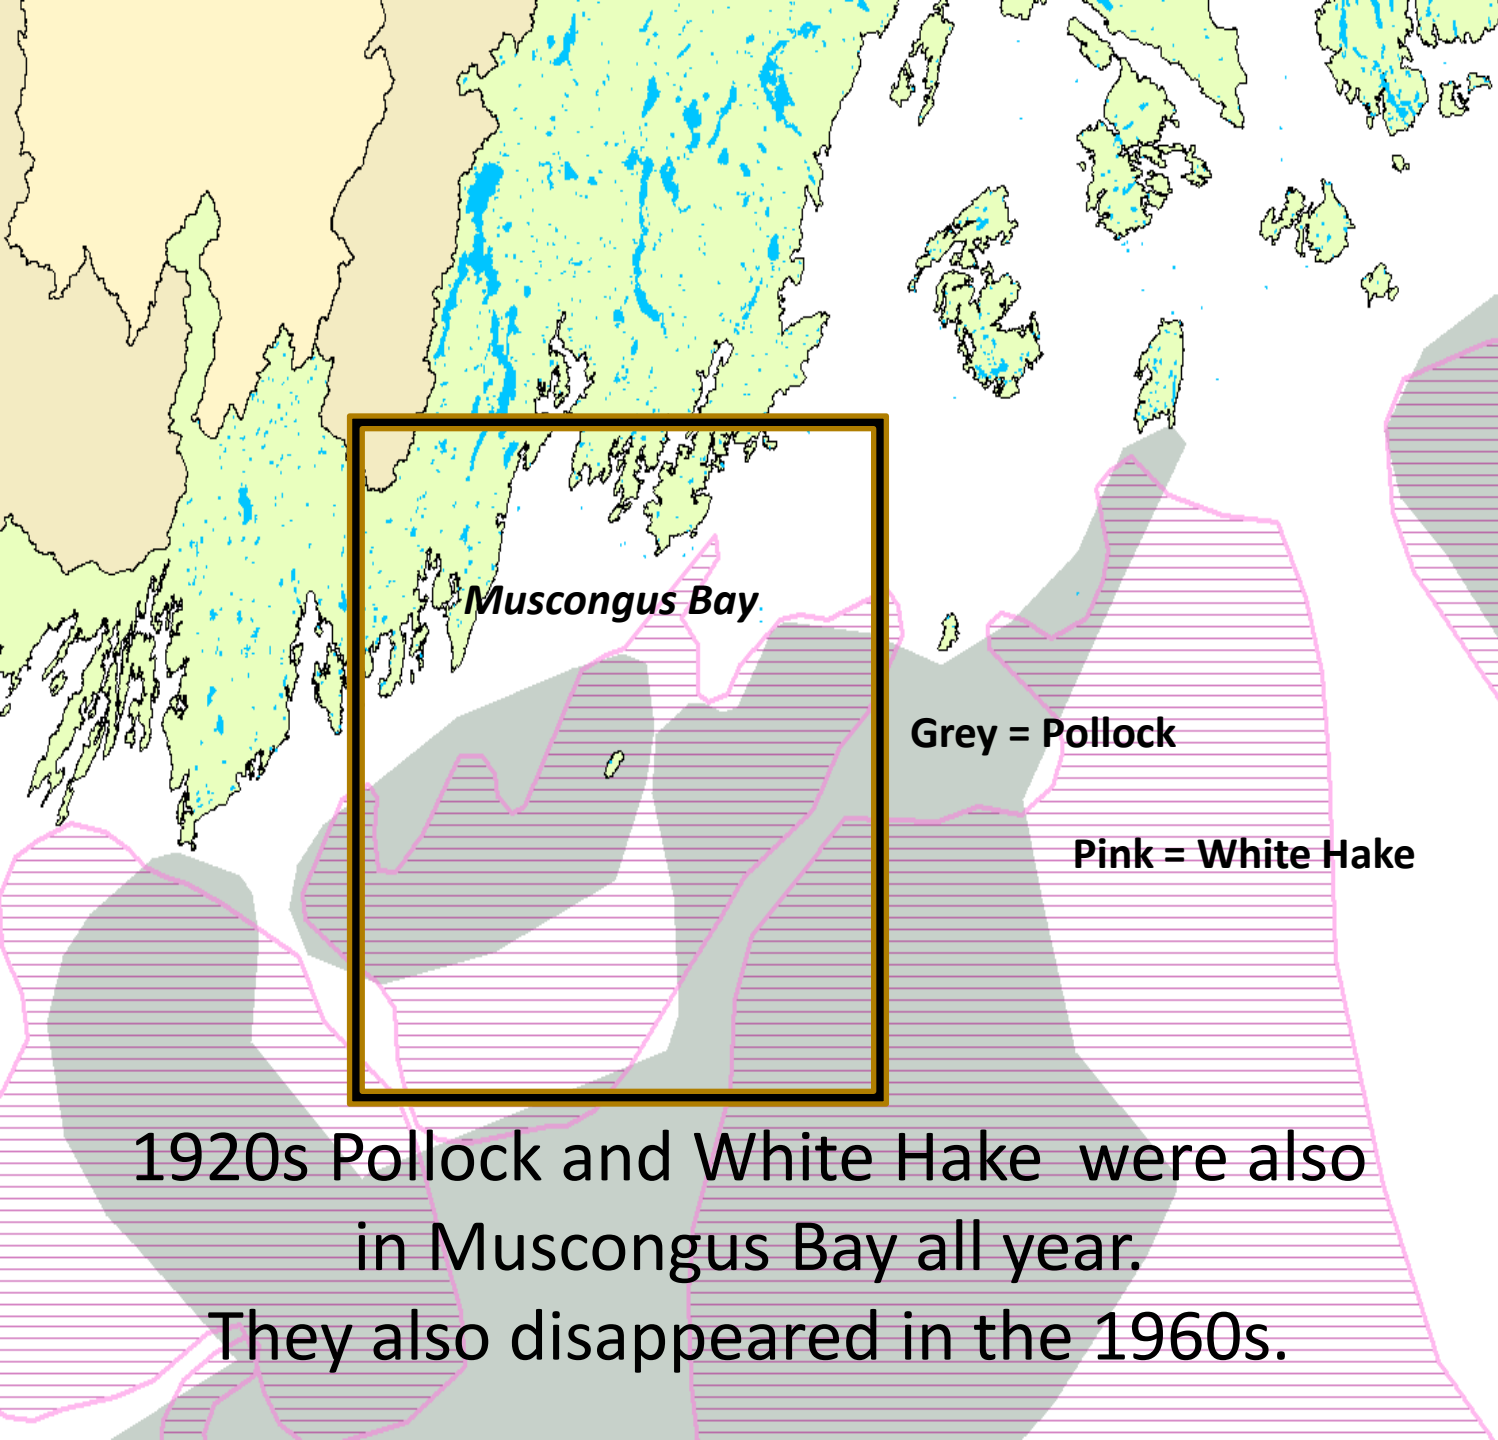 Muscongus Bay
Grey = Pollock
Pink = White Hake
1920s Pollock and White Hake  were also
in Muscongus Bay all year.
They also disappeared in the 1960s.